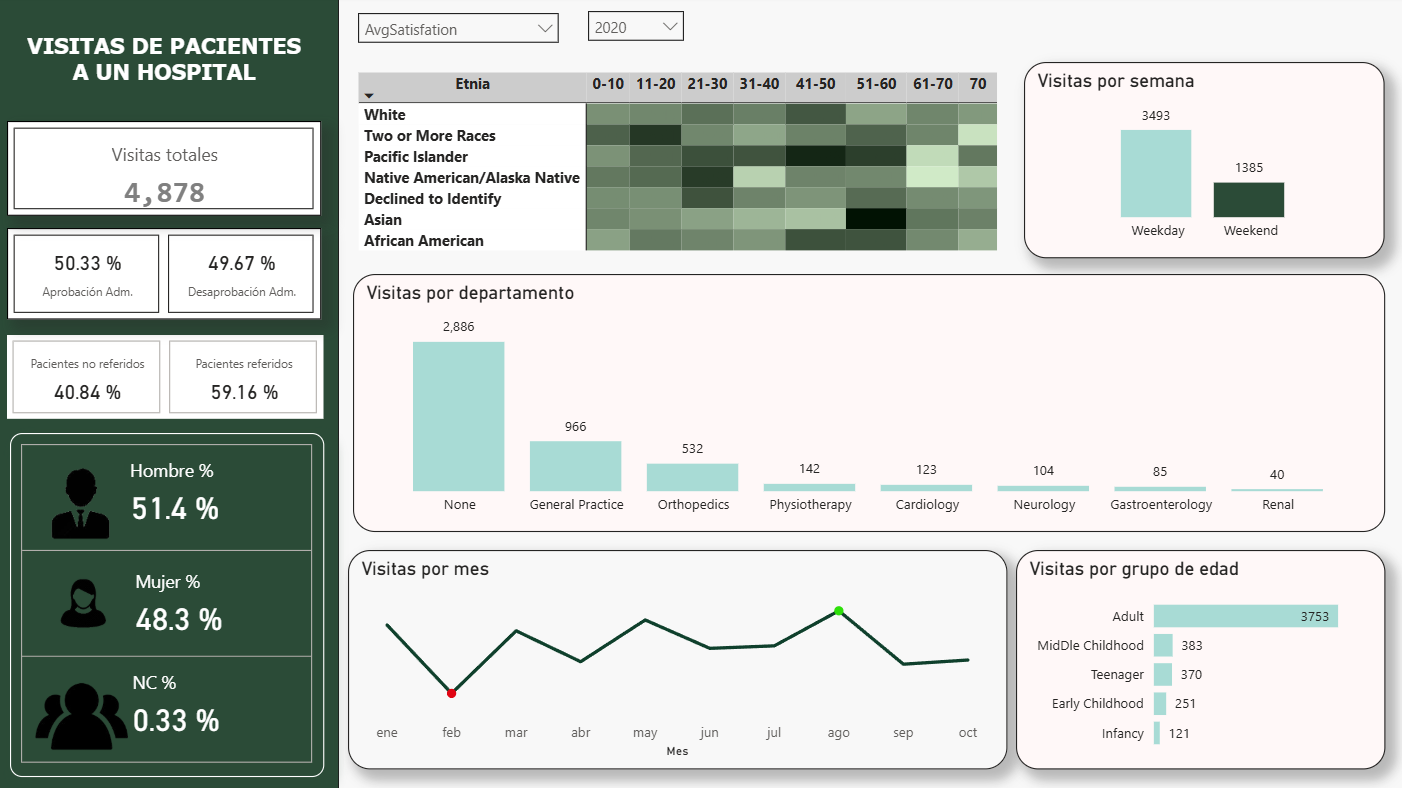 VISITAS DE PACIENTES
A UN HOSPITAL
Visitas totales
4,878
50.33 %
Aprobación Adm.
49.67 %
Desaprobación Adm.
Pacientes no referidos
40.84 %
Pacientes referidos
59.16 %
Hombre %
51.4 %
Mujer %
48.3 %
NC %
0.33 %
AvgSatisfation
2020
Etnia 0-10 11-20 21-30 31-40 41-50 51-60 61-70 70
White
Two or More Races
Pacific Islander
Native American/Alaska Native
Declined to Identify
Asian
African American
Visitas por semana
3493
1385
Weekday Weekend
Visitas por departamento
2,886
966
532
142
123
104
85
40
None General Practice Orthopedics Physiotherapy Cardiology Neurology Gastroenterology Renal
Visitas por mes
ene feb mar abr may jun jul ago sep oct
Mes
Visitas por grupo de edad
Adult 3753
MidDle Childhood 383
Teenager 370
Early Childhood 251
Infancy 121